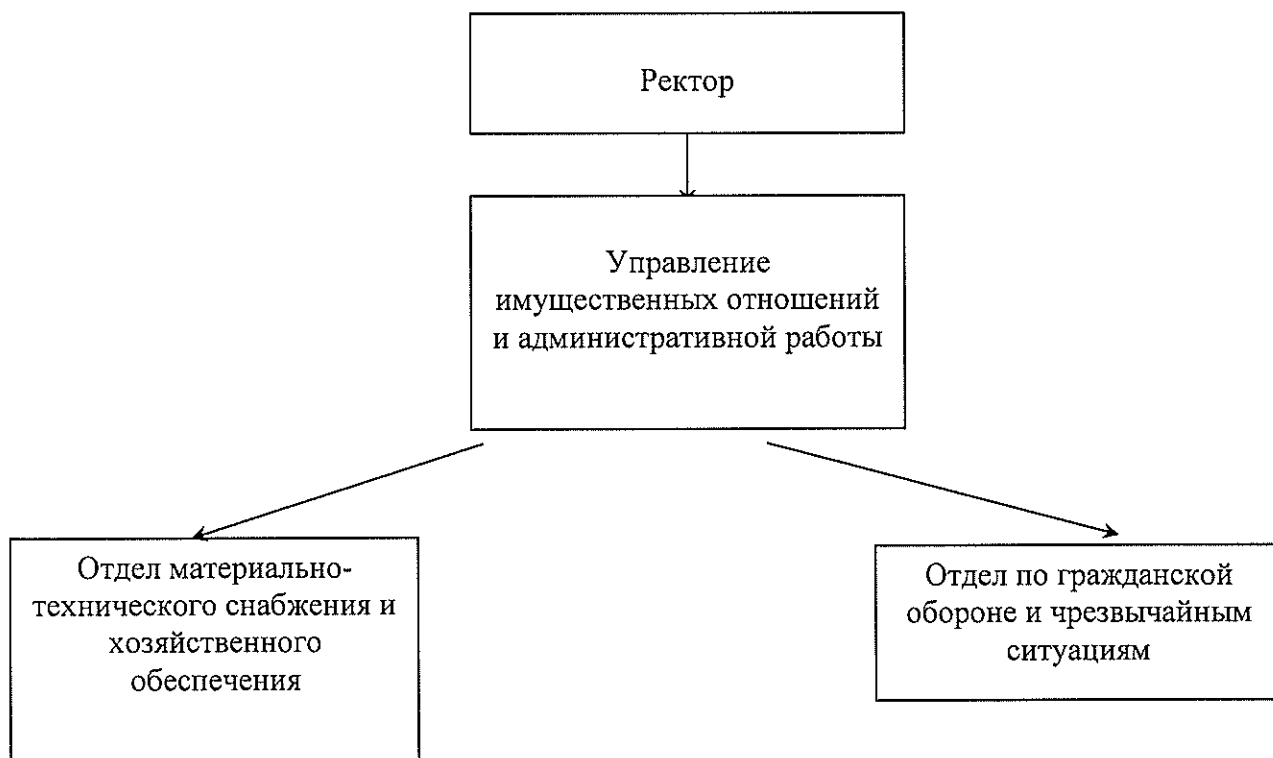 Ректор
Управление
имущественных отношений
и административной работы
Отдел материально-
технического снабжения и
хозяйственного
обеспечения
Отдел по гражданской
обороне и чрезвычайным
ситуациям